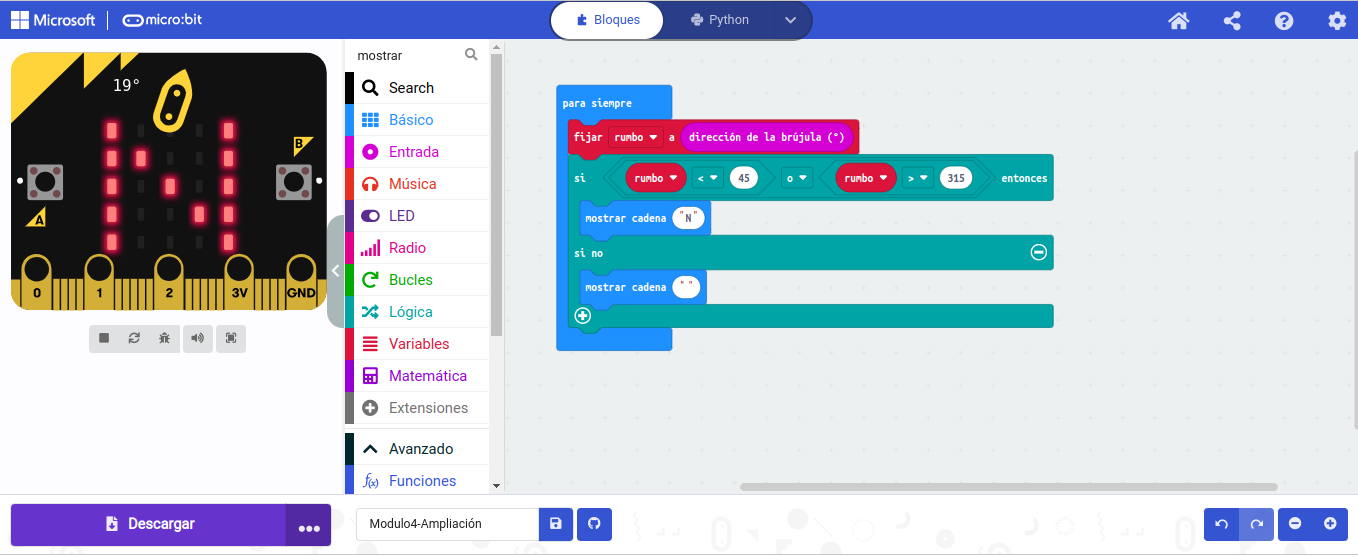 Microsoft
micro:bit
Bloques
Python
19°
B
A
0 1 2 3V GND
mostrar
Search
Básico
Entrada
Música
LED
Radio
Bucles
Lógica
Variables
Matemática
Extensiones
Avanzado
f(x) Funciones
para siempre
fijar rumbo a dirección de la brújula (°)
si rumbo < 45 o rumbo > 315 entonces
mostrar cadena "N"
si no
mostrar cadena " "
Descargar
Modulo4-Ampliación